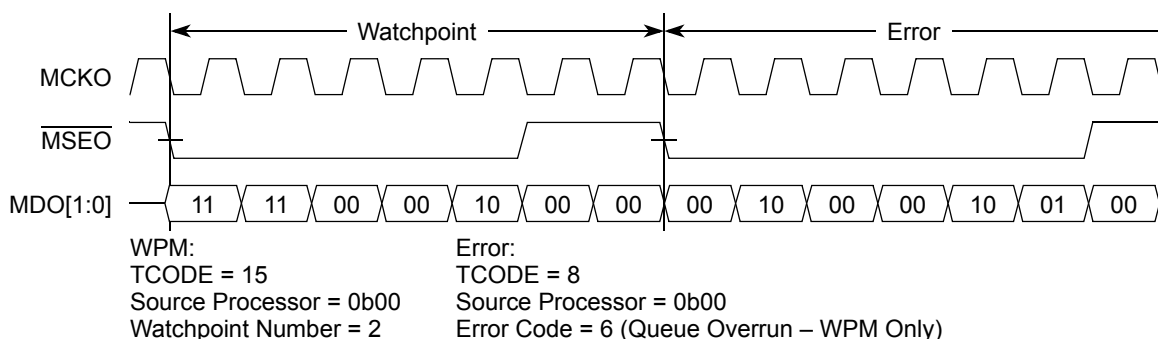 Watchpoint Error
MCKO
MSEO
MDO[1:0] 11 11 00 00 10 00 00 00 10 00 00 10 01 00
WPM: Error:
TCODE = 15 TCODE = 8
Source Processor = 0b00 Source Processor = 0b00
Watchpoint Number = 2 Error Code = 6 (Queue Overrun – WPM Only)